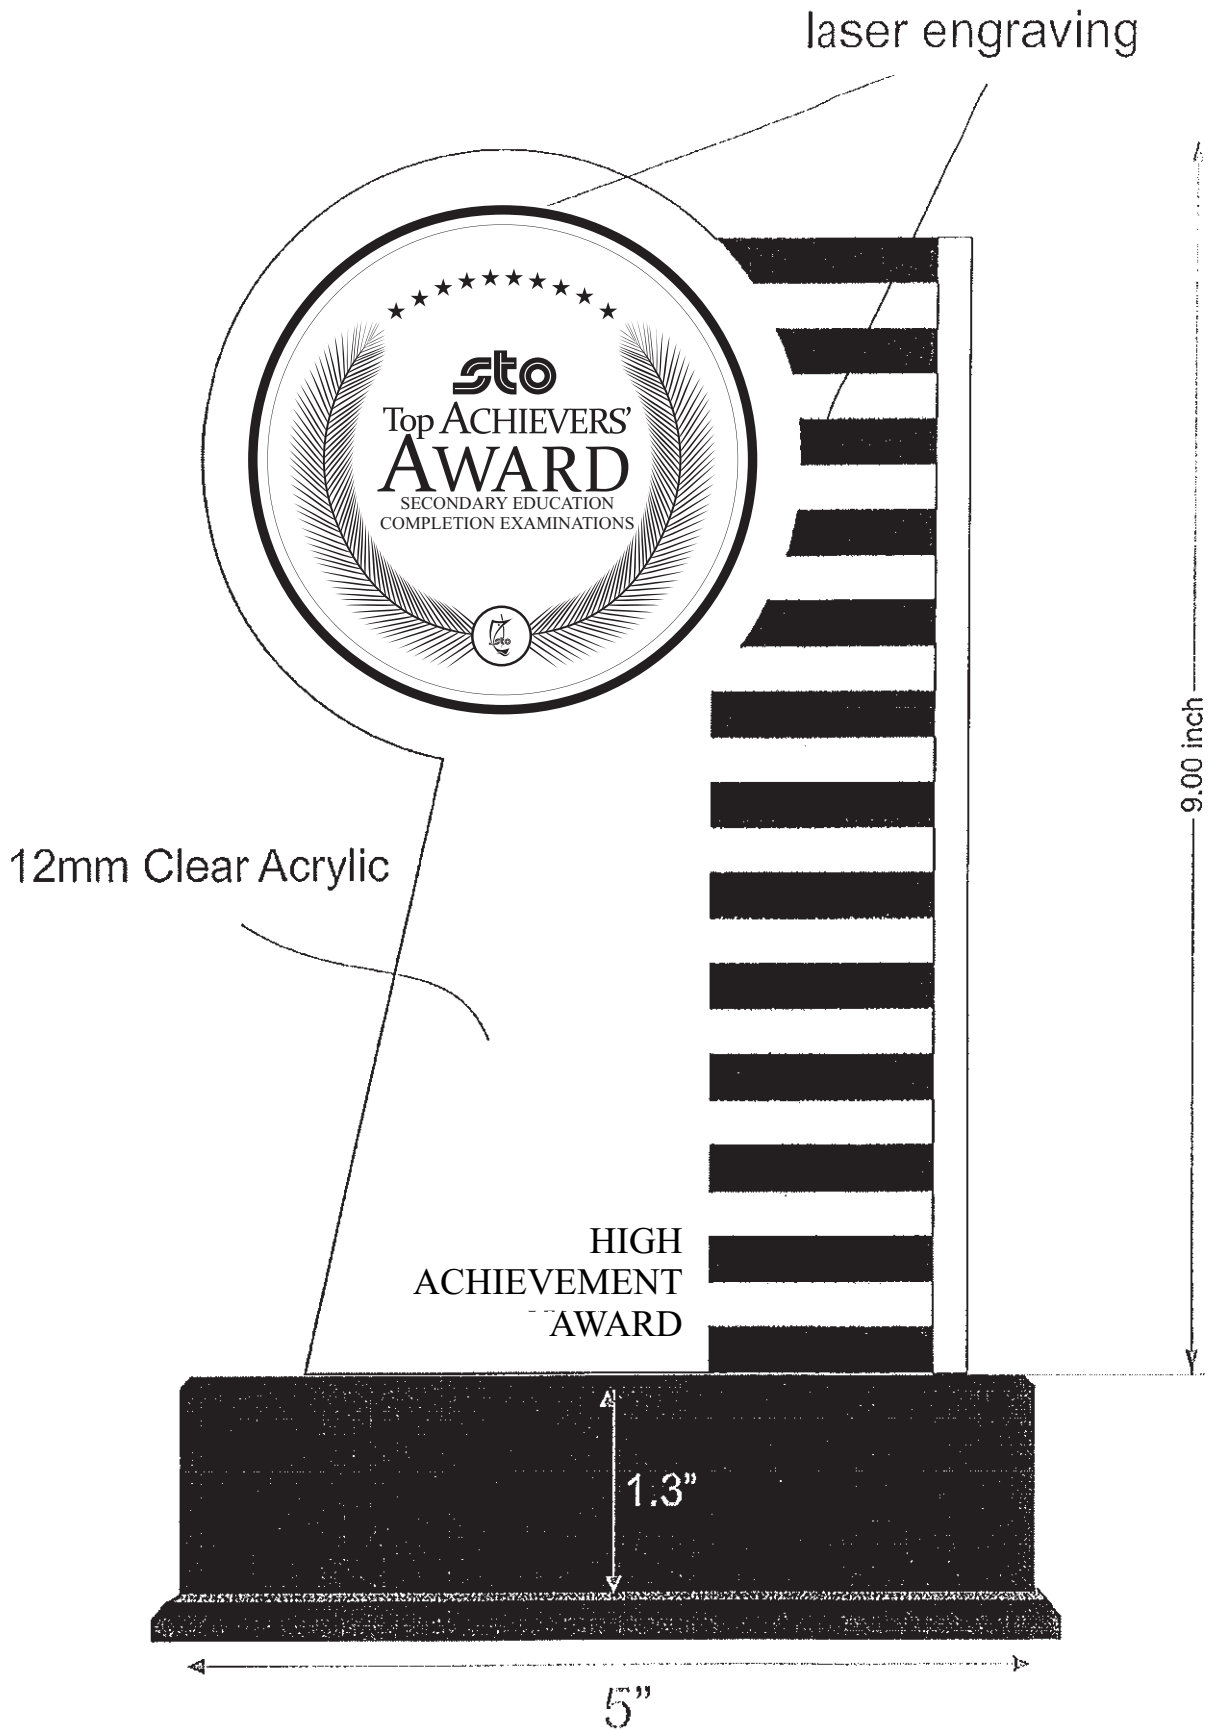 laser engraving
sto
Top ACHIEVERS'
AWARD
SECONDARY EDUCATION
COMPLETION EXAMINATIONS
sto
9.00 inch
12mm Clear Acrylic
HIGH
ACHIEVEMENT
AWARD
1.3”
5”